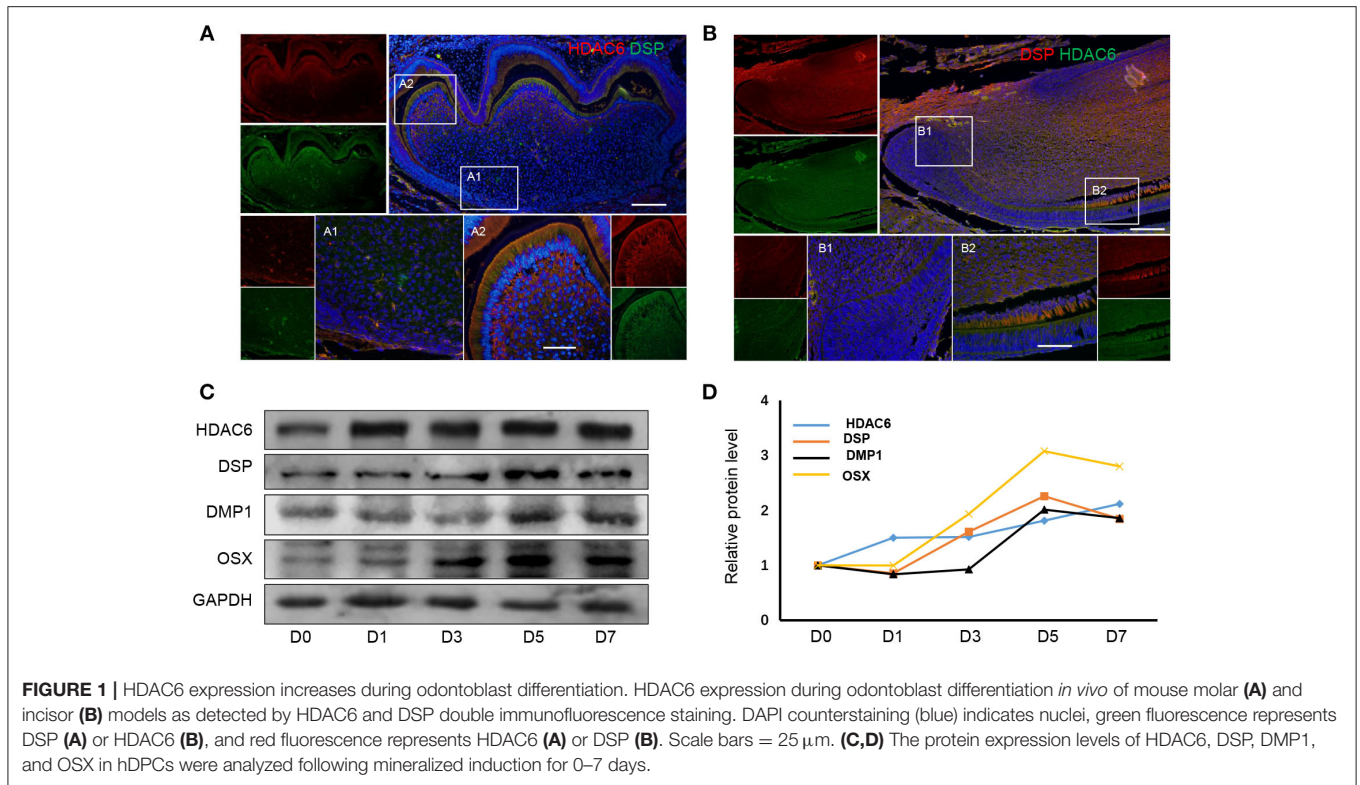 A
HDAC6 DSP
A2
A1
A1
A2
B
DSP HDAC6
B1
B2
B1
B2
C
HDAC6
DSP
DMP1
OSX
GAPDH
D0 D1 D3 D5 D7
D
4
3
2
1
0
Relative protein level
HDAC6
DSP
DMP1
OSX
D0 D1 D3 D5 D7
FIGURE 1 | HDAC6 expression increases during odontoblast differentiation. HDAC6 expression during odontoblast differentiation in vivo of mouse molar (A) and
incisor (B) models as detected by HDAC6 and DSP double immunofluorescence staining. DAPI counterstaining (blue) indicates nuclei, green fluorescence represents
DSP (A) or HDAC6 (B), and red fluorescence represents HDAC6 (A) or DSP (B). Scale bars = 25 μm. (C,D) The protein expression levels of HDAC6, DSP, DMP1,
and OSX in hDPCs were analyzed following mineralized induction for 0–7 days.